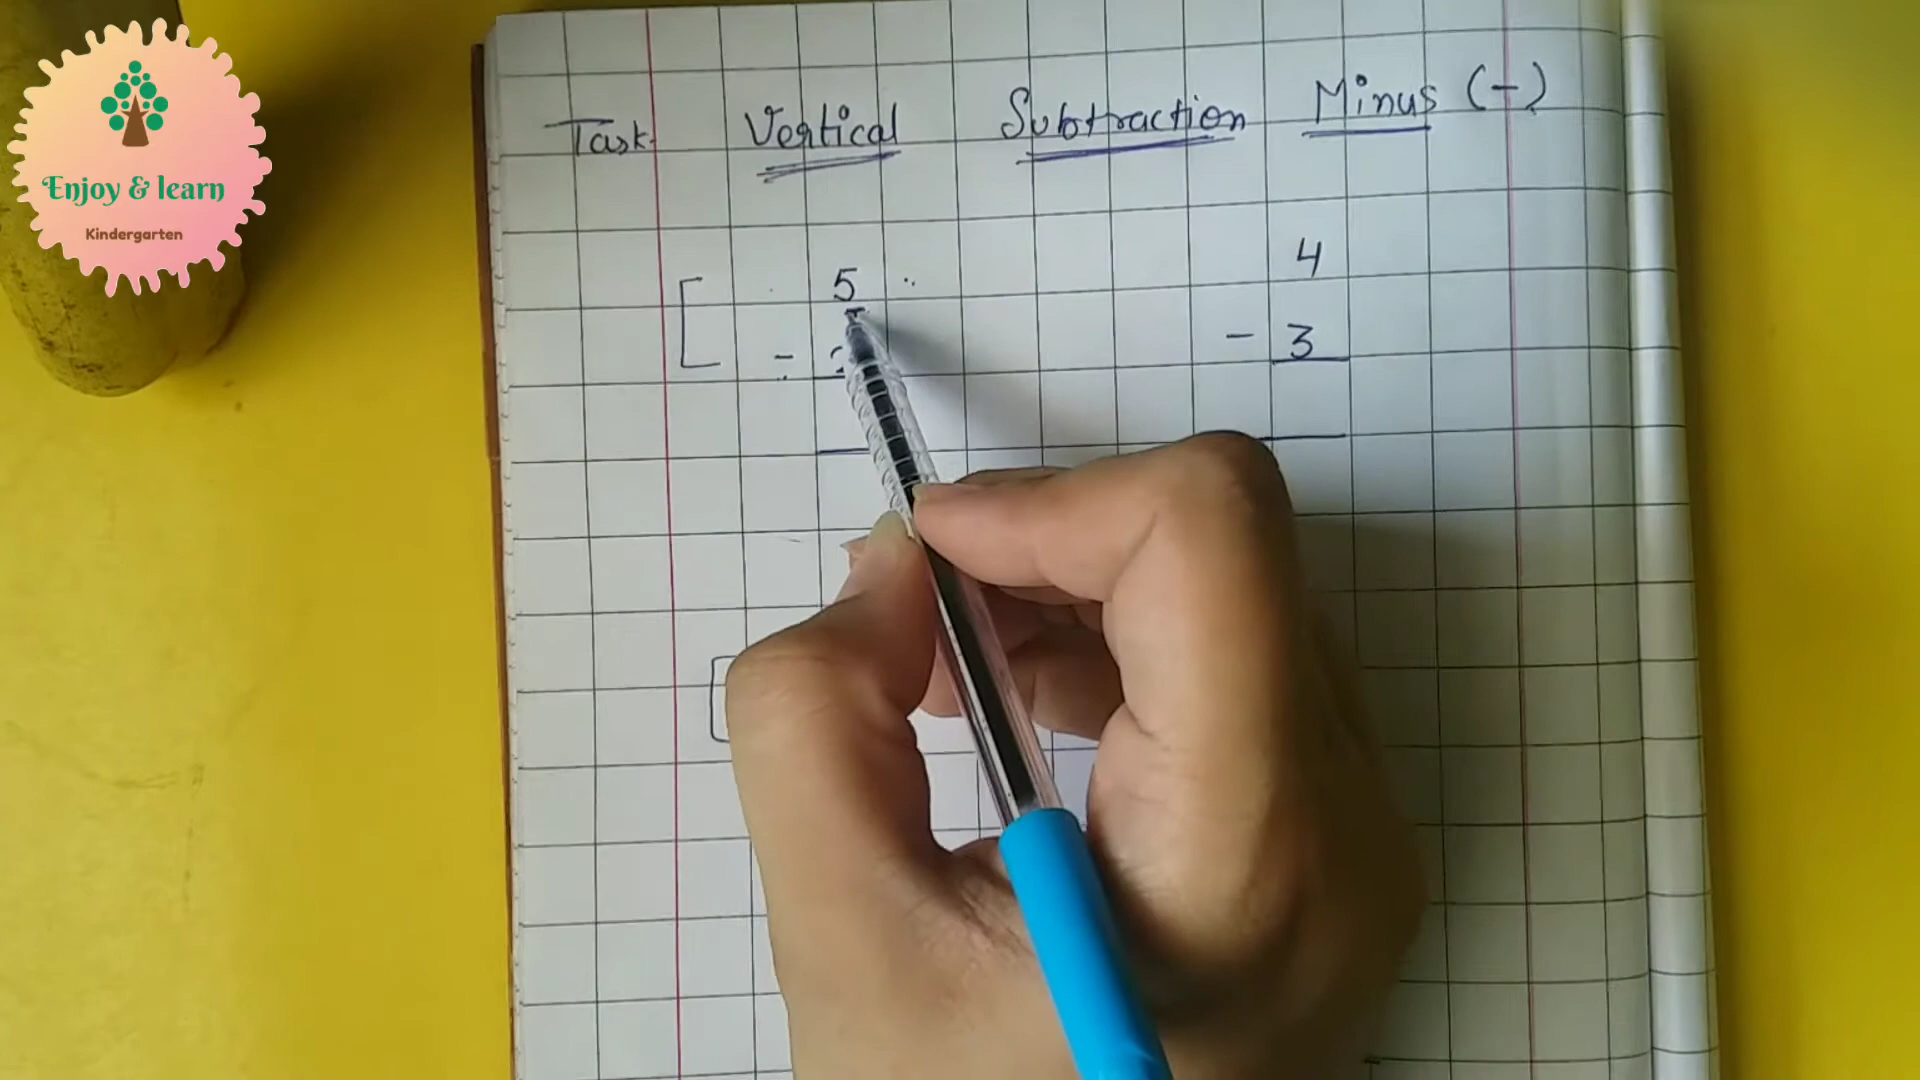 Enjoy & learn
Kindergarten
Task Vertical Subtraction Minus (-)
5 4
- - 3